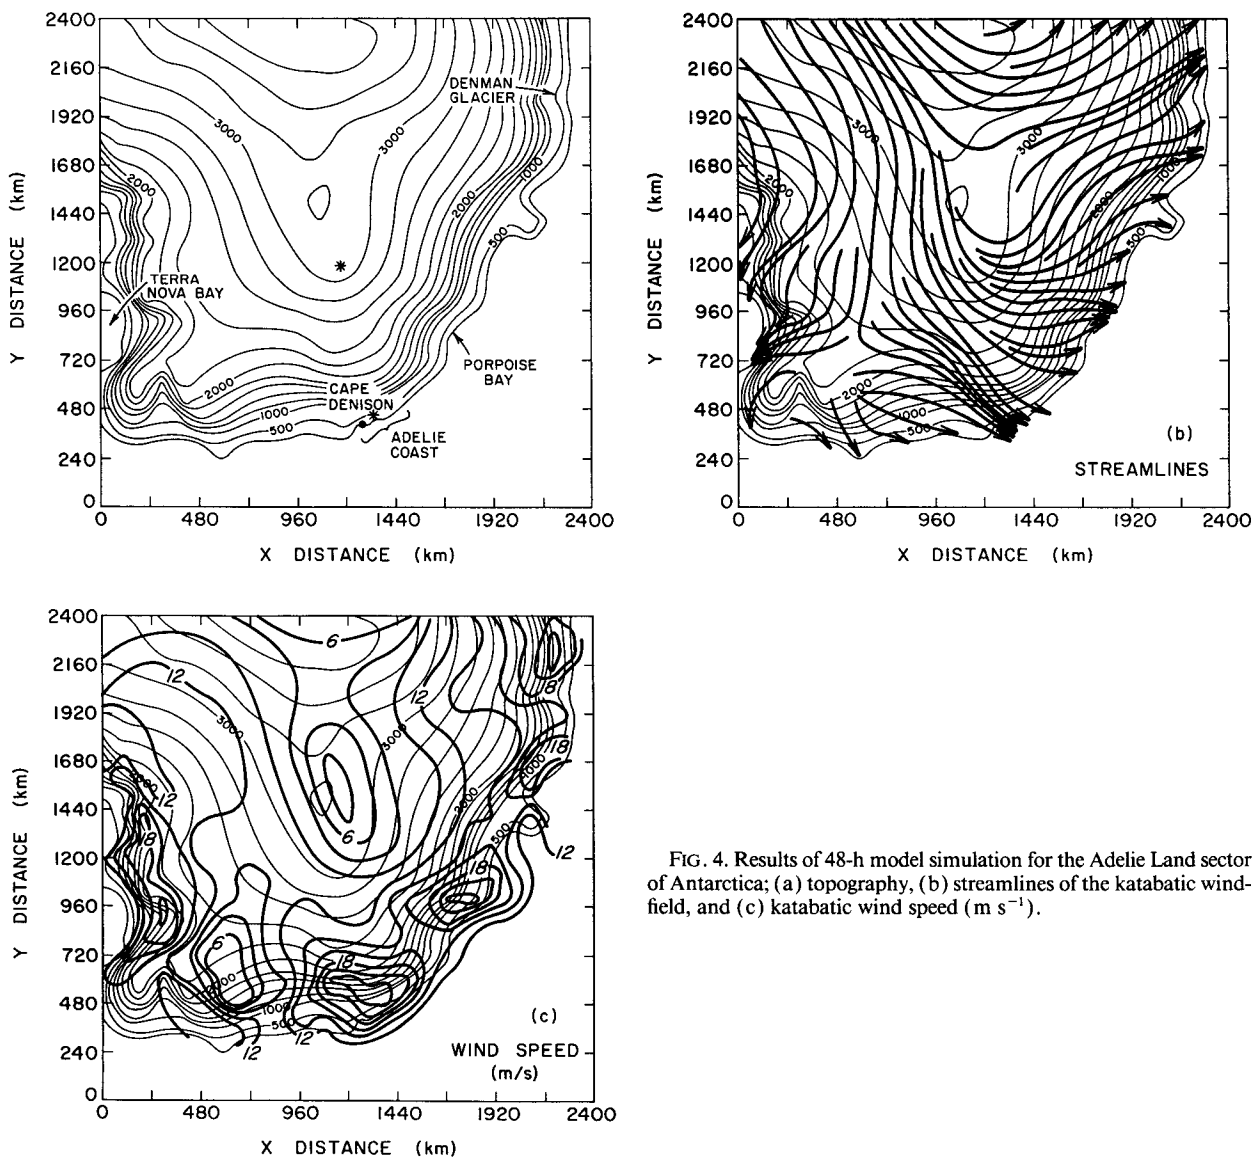 2400
2160
1920
1680
1440
1200
960
720
480
240
0
Y DISTANCE (km)
0 480 960 1440 1920 2400
X DISTANCE (km)
DENMAN
GLACIER
3000
3000
2000
1000
2000
500
TERRA
NOVA BAY
PORPOISE
BAY
2000
CAPE
DENISON
1000
500
ADELIE
COAST
2400
2160
1920
1680
1440
1200
960
720
480
240
0
Y DISTANCE (km)
0 480 960 1440 1920 2400
X DISTANCE (km)
3000
3000
1000
2000
2000
500
2000
1000
500
(b)
STREAMLINES
2400
2160
1920
1680
1440
1200
960
720
480
240
0
Y DISTANCE (km)
0 480 960 1440 1920 2400
X DISTANCE (km)
6
12
12
18
3000
3000
18
1000
12
2000
18
6
500
12
18
6
18
2000
1000
500
12
12
(c)
WIND SPEED
(m/s)
FIG. 4. Results of 48-h model simulation for the Adelie Land sector
of Antarctica; (a) topography, (b) streamlines of the katabatic wind-
field, and (c) katabatic wind speed (m s⁻¹).